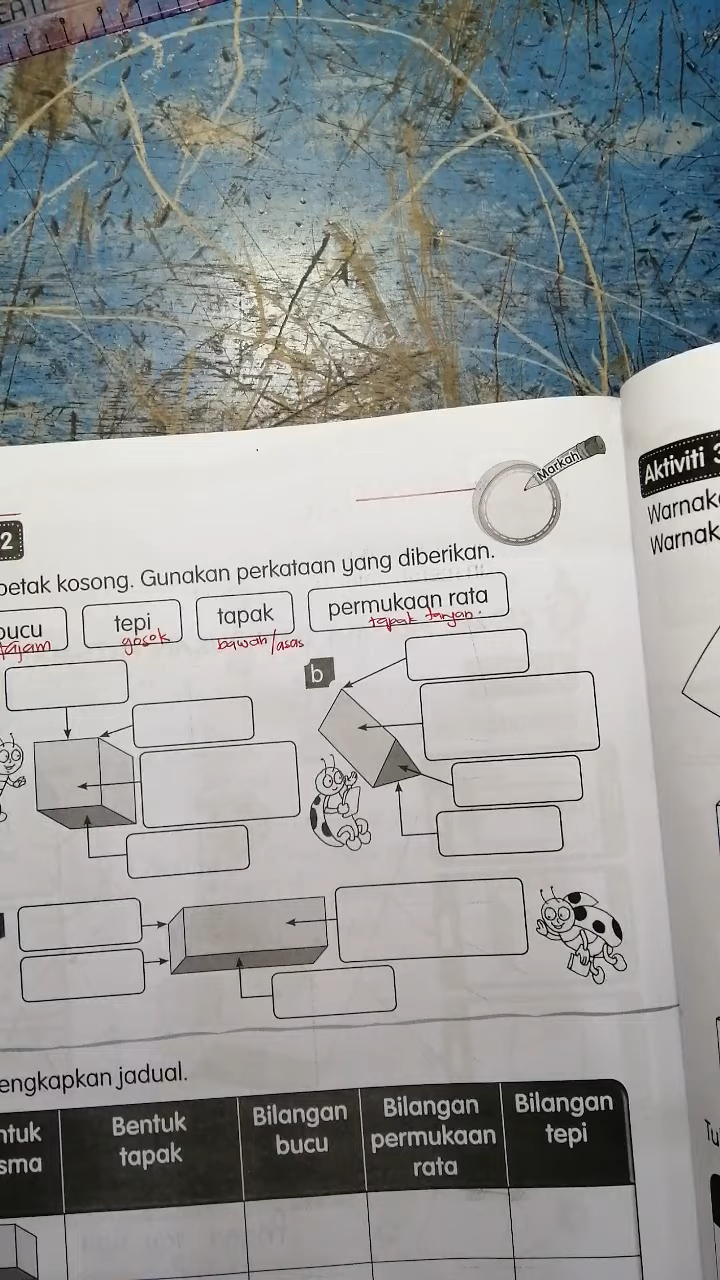 Markah
2
petak kosong. Gunakan perkataan yang diberikan.
bucu
tepi
tapak
permukaan rata
tajam
gosok
bawah/asas
b
engkapkan jadual.
Bentuk tapak
Bilangan bucu
Bilangan permukaan rata
Bilangan tepi
ntuk
sma
Aktiviti 3
Warnak
Warnak
Tu